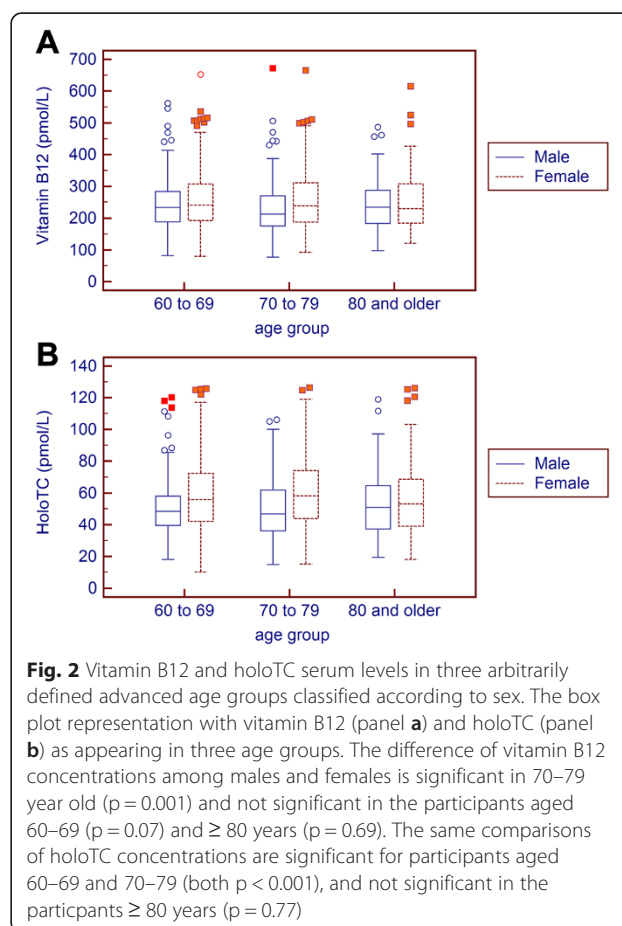 A
Vitamin B12 (pmol/L)
700
600
500
400
300
200
100
0
60 to 69 70 to 79 80 and older
age group
Male
Female
B
HoloTC (pmol/L)
140
120
100
80
60
40
20
0
60 to 69 70 to 79 80 and older
age group
Male
Female
Fig. 2 Vitamin B12 and holoTC serum levels in three arbitrarily
defined advanced age groups classified according to sex. The box
plot representation with vitamin B12 (panel a) and holoTC (panel
b) as appearing in three age groups. The difference of vitamin B12
concentrations among males and females is significant in 70–79
year old (p = 0.001) and not significant in the participants aged
60–69 (p = 0.07) and ≥ 80 years (p = 0.69). The same comparisons
of holoTC concentrations are significant for participants aged
60–69 and 70–79 (both p < 0.001), and not significant in the
particpants ≥ 80 years (p = 0.77)